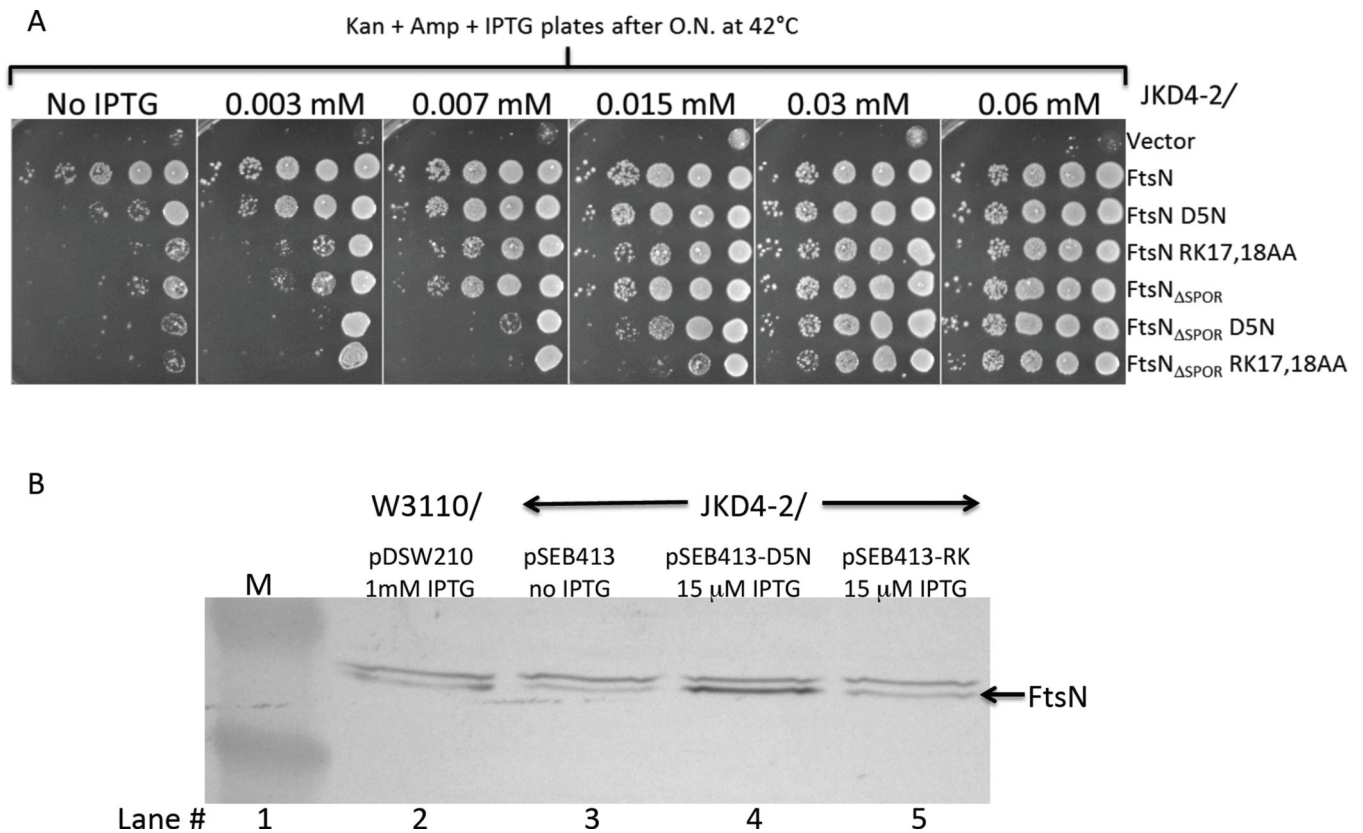 A
Kan + Amp + IPTG plates after O.N. at 42°C
No IPTG 0.003 mM 0.007 mM 0.015 mM 0.03 mM 0.06 mM JKD4-2/
Vector
FtsN
FtsN D5N
FtsN RK17,18AA
FtsNΔSPOR
FtsNΔSPOR D5N
FtsNΔSPOR RK17,18AA
B
W3110/ JKD4-2/
pDSW210 pSEB413 pSEB413-D5N pSEB413-RK
M 1mM IPTG no IPTG 15 μM IPTG 15 μM IPTG
FtsN
Lane # 1 2 3 4 5